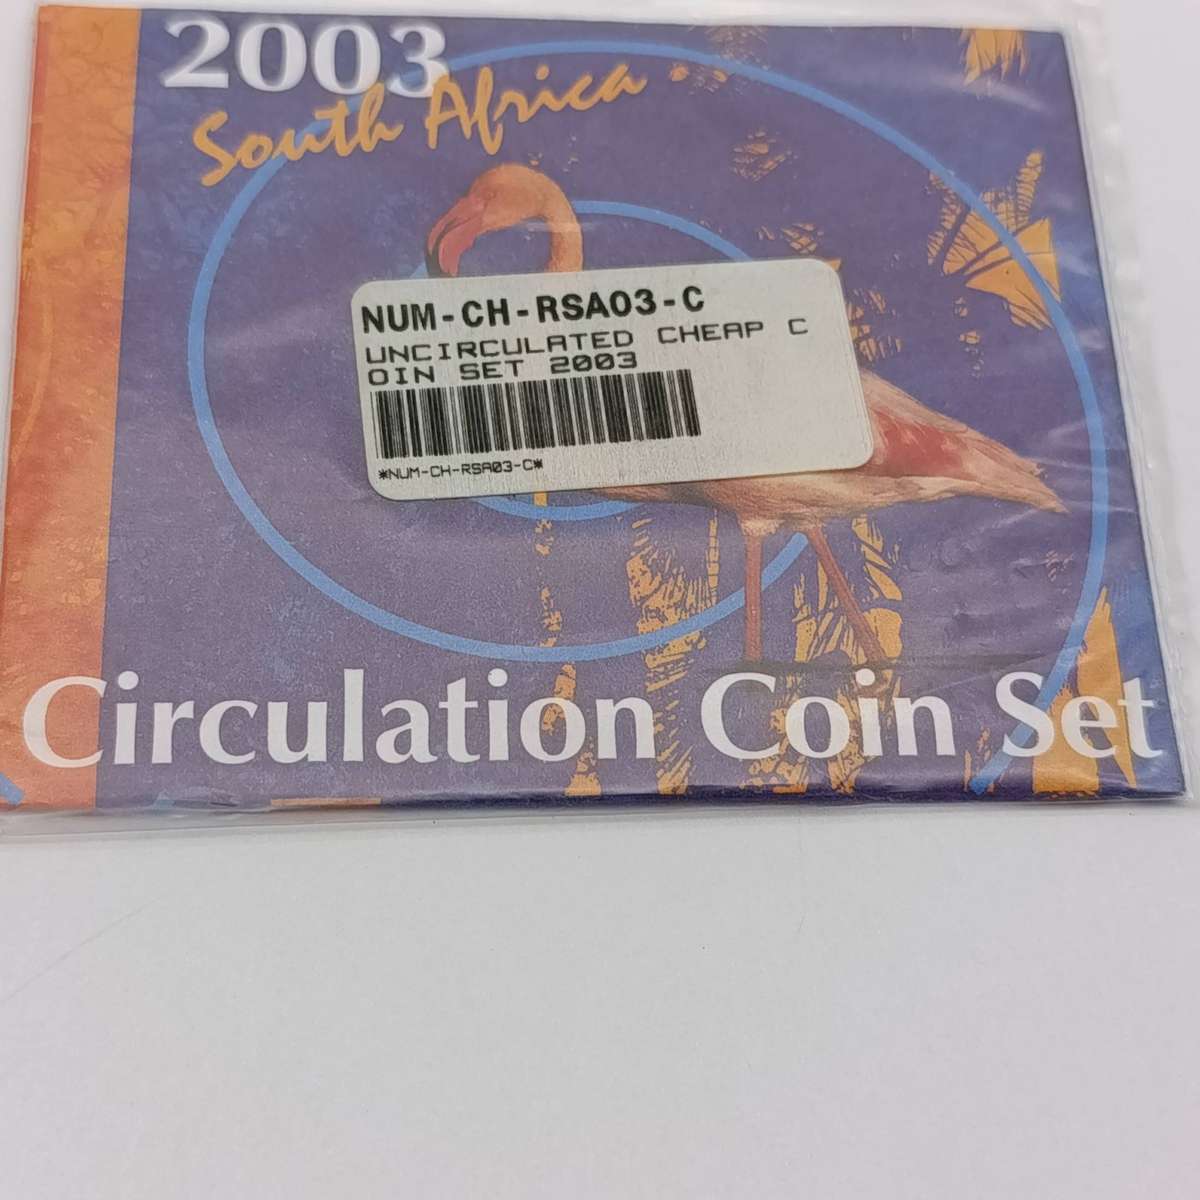 2003
South Africa
NUM-CH-RSA03-C
UNCIRCULATED CHEAP C
OIN SET 2003
*NUM-CH-RSA03-C*
Circulation Coin Set